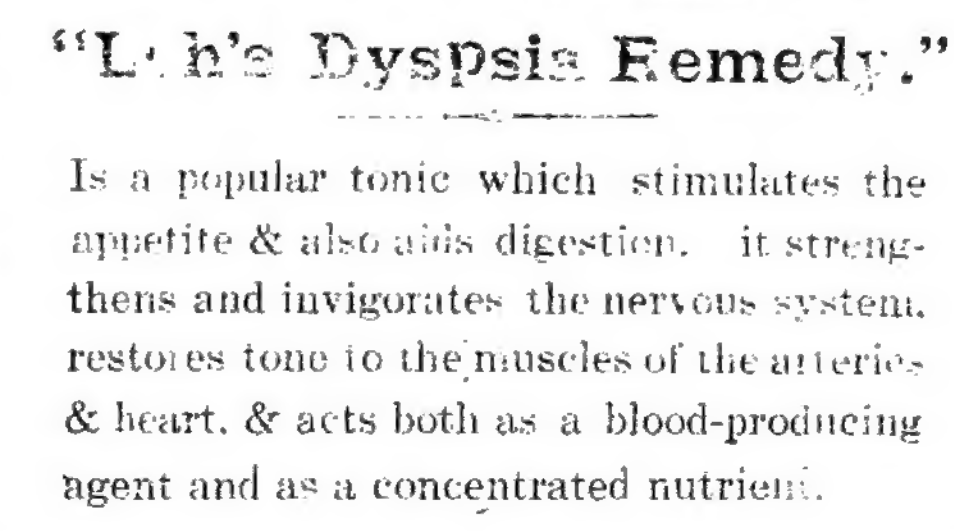 Dyspsia Remedy."
Is a popular tonic which stimulates the
appetite & also aids digestion. it streng-
thens and invigorates the nervous system.
restores tone to the muscles of the arteries
& heart. & acts both as a blood-producing
agent and as a concentrated nutrient.